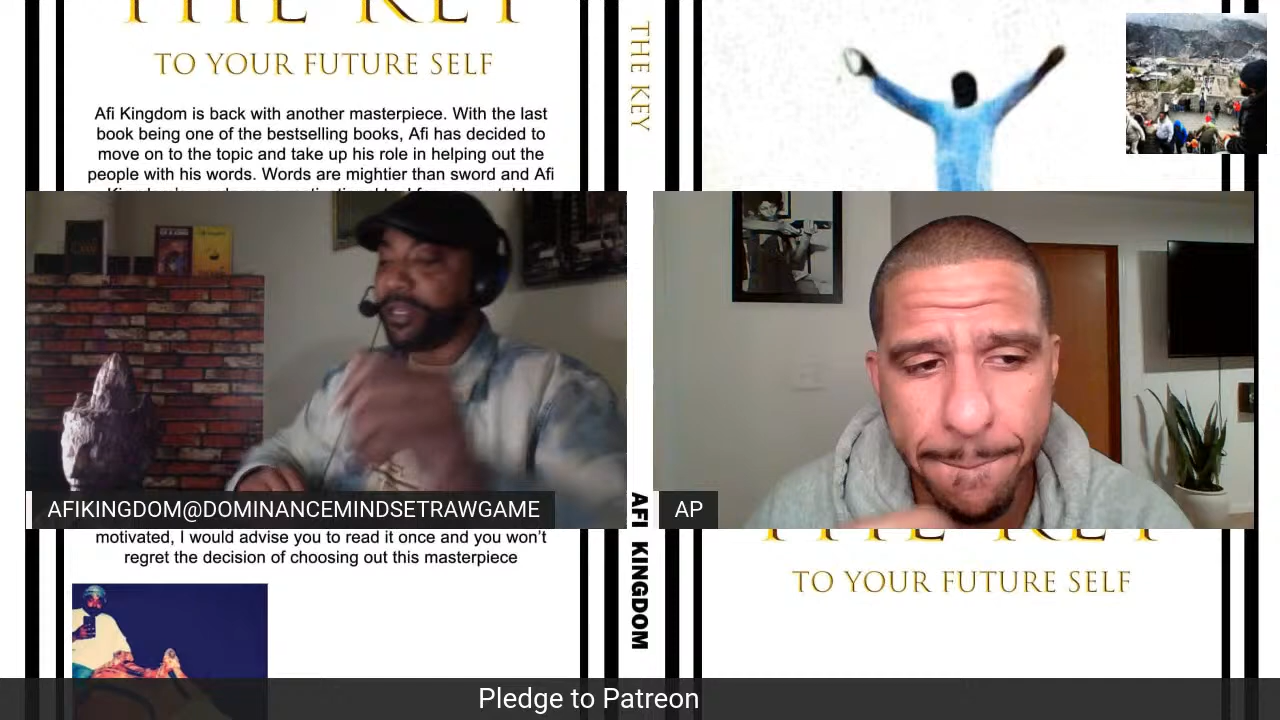 THE KEY
TO YOUR FUTURE SELF
Afi Kingdom is back with another masterpiece. With the last
book being one of the bestselling books, Afi has decided to
move on to the topic and take up his role in helping out the
people with his words. Words are mightier than sword and Afi
THE KEY
AFIKINGDOM@DOMINANCEMINDSETRAWGAME
AP
motivated, I would advise you to read it once and you won't
regret the decision of choosing out this masterpiece
AFI KINGDOM
THE KEY
TO YOUR FUTURE SELF
Pledge to Patreon